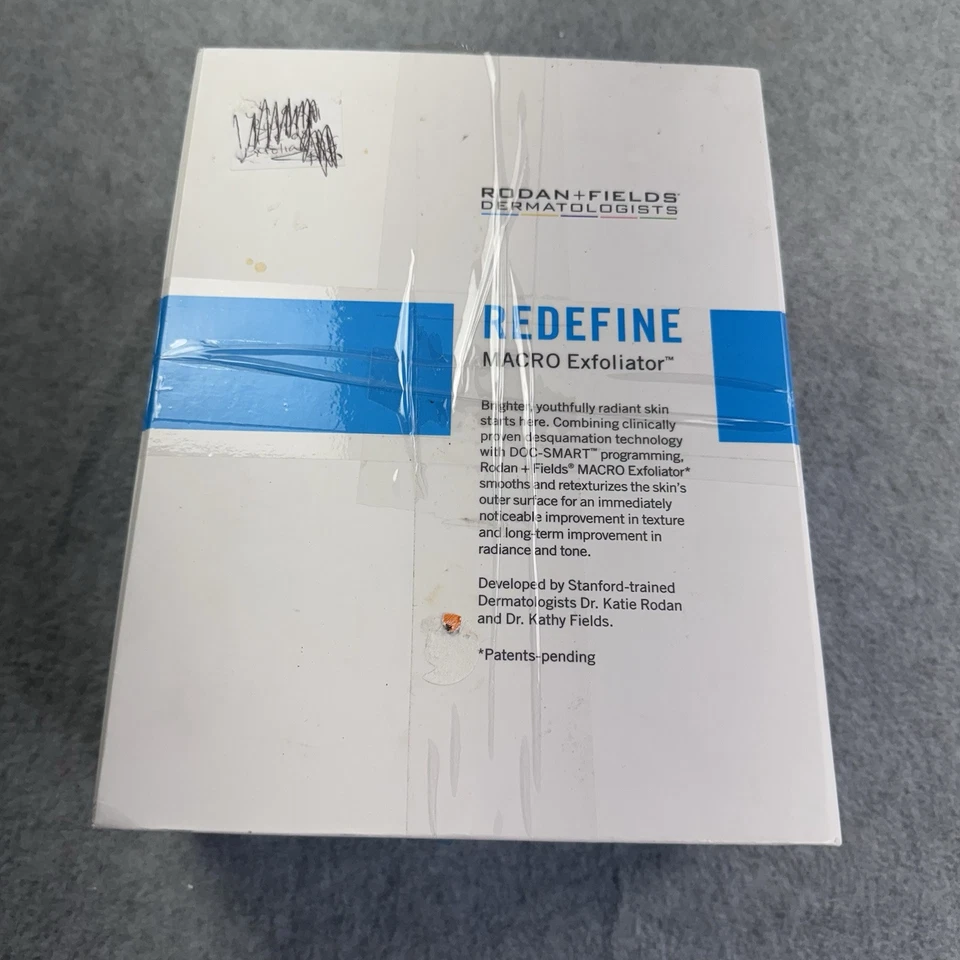 RODAN+FIELDS®
DERMATOLOGISTS
REDEFINE
MACRO Exfoliator™
Brighter, youthfully radiant skin
starts here. Combining clinically
proven desquamation technology
with DOC-SMART™ programming,
Rodan + Fields® MACRO Exfoliator*
smooths and retexturizes the skin's
outer surface for an immediately
noticeable improvement in texture
and long-term improvement in
radiance and tone.
Developed by Stanford-trained
Dermatologists Dr. Katie Rodan
and Dr. Kathy Fields.
*Patents-pending